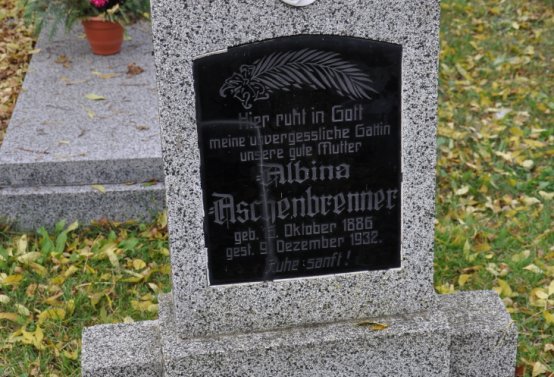 Hier ruht in Gott
meine unvergessliche Gattin
unsere gute Mutter
Albina
Aschenbrenner
geb. Oktober 1886
gest. 9. Dezember 1932.
Ruhe sanft!